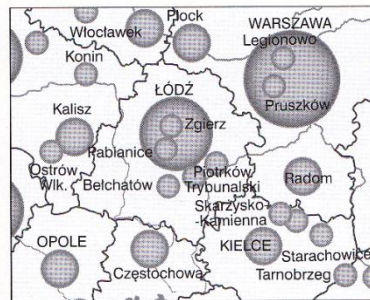 Płock
WARSZAWA
Włocławek
Legionowo
Konin
ŁÓDŹ
Pruszków
Kalisz
Zgierz
Pabianice
Ostrów
Wlk.
Bełchatów
Piotrków
Trybunalski
Radom
Skarżysko-
-Kamienna
OPOLE
KIELCE
Starachowice
Częstochowa
Tarnobrzeg